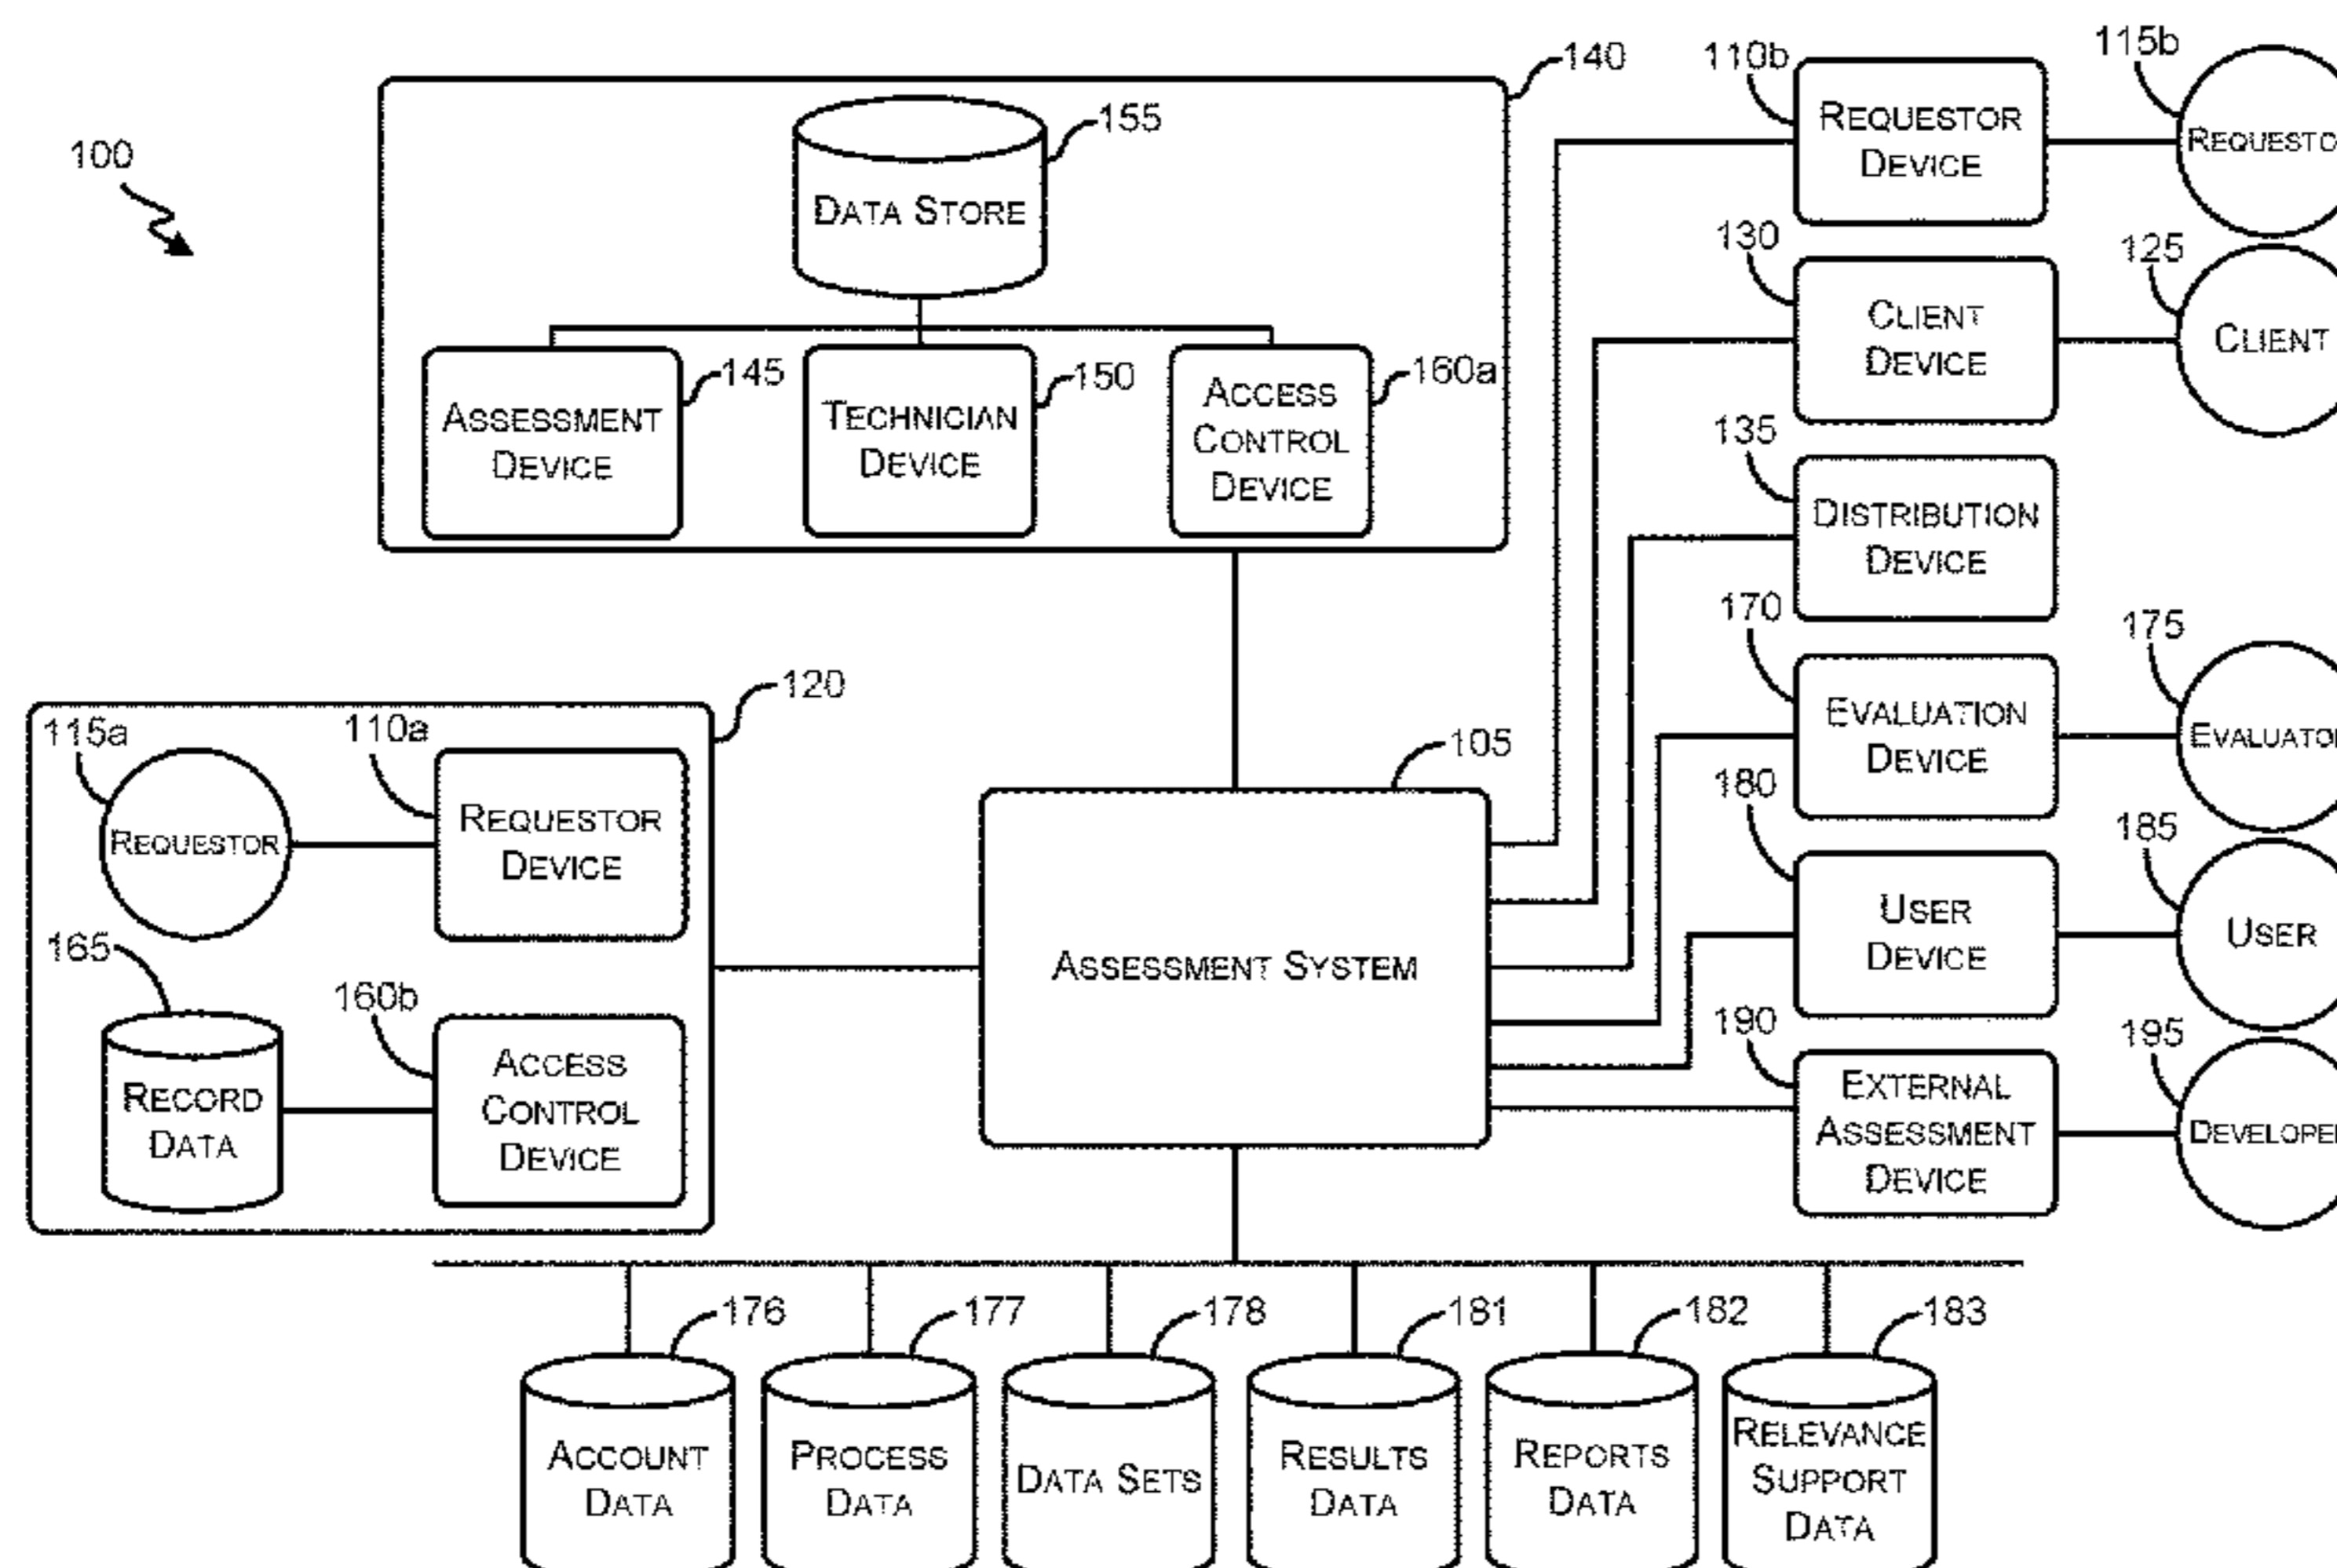 100
140
155
DATA STORE
145
ASSESSMENT
DEVICE
150
TECHNICIAN
DEVICE
160a
ACCESS
CONTROL
DEVICE
110b
REQUESTOR
DEVICE
115b
REQUESTO
130
CLIENT
DEVICE
125
CLIENT
135
DISTRIBUTION
DEVICE
170
EVALUATION
DEVICE
175
EVALUATOR
180
USER
DEVICE
185
USER
190
EXTERNAL
ASSESSMENT
DEVICE
195
DEVELOPER
120
115a
REQUESTOR
110a
REQUESTOR
DEVICE
165
RECORD
DATA
160b
ACCESS
CONTROL
DEVICE
105
ASSESSMENT SYSTEM
176
ACCOUNT
DATA
177
PROCESS
DATA
178
DATA SETS
181
RESULTS
DATA
182
REPORTS
DATA
183
RELEVANCE
SUPPORT
DATA